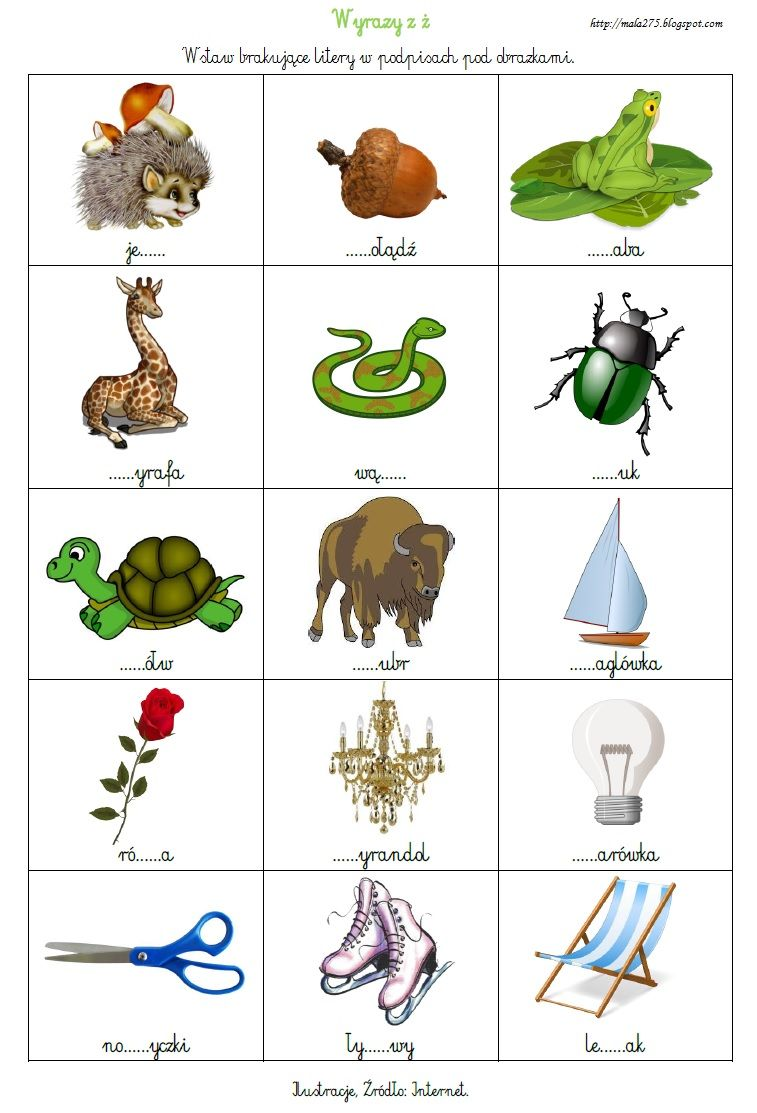 Wyrazy z ż
http://mala275.blogspot.com
Wstaw brakujące litery w podpisach pod obrazkami.
je......
......ołądź
......aba
......yrafa
wą......
......uk
......ółw
......ubr
......aglówka
ró......a
......yrandol
......arówka
no......yczki
ły......wy
le......ak
Ilustracje, Źródło: Internet.